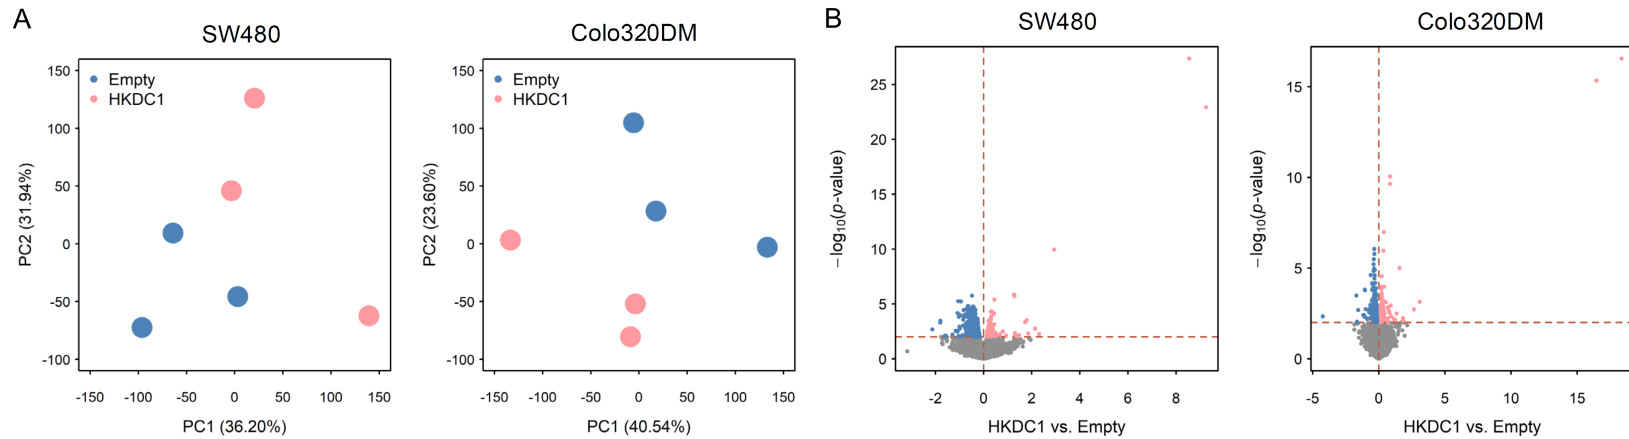 A
SW480
Empty
HKDC1
150
100
50
0
-50
-100
-150
-100
-50
0
50
100
150
PC2 (31.94%)
PC1 (36.20%)
Colo320DM
Empty
HKDC1
150
100
50
0
-50
-100
-150
-100
-50
0
50
100
150
PC2 (23.60%)
PC1 (40.54%)
B
SW480
25
20
15
10
5
0
-2
0
2
4
6
8
−log10(p-value)
HKDC1 vs. Empty
Colo320DM
15
10
5
0
-5
0
5
10
15
−log10(p-value)
HKDC1 vs. Empty